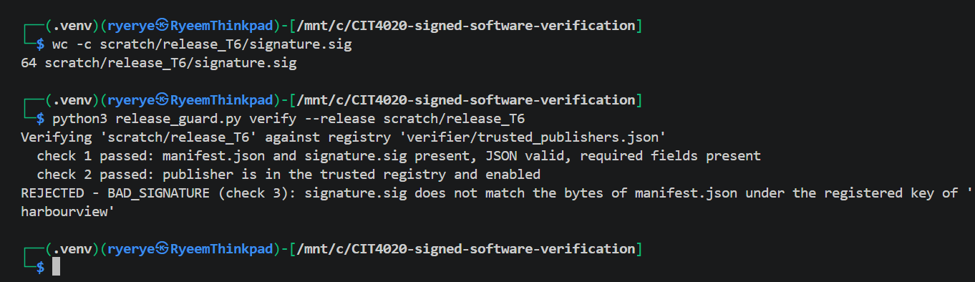 ┌──(.venv)(ryerye㉿RyeemThinkpad)-[/mnt/c/CIT4020-signed-software-verification]
└─$ wc -c scratch/release_T6/signature.sig
64 scratch/release_T6/signature.sig
┌──(.venv)(ryerye㉿RyeemThinkpad)-[/mnt/c/CIT4020-signed-software-verification]
└─$ python3 release_guard.py verify --release scratch/release_T6
Verifying 'scratch/release_T6' against registry 'verifier/trusted_publishers.json'
  check 1 passed: manifest.json and signature.sig present, JSON valid, required fields present
  check 2 passed: publisher is in the trusted registry and enabled
REJECTED - BAD_SIGNATURE (check 3): signature.sig does not match the bytes of manifest.json under the registered key of '
harbourview'
┌──(.venv)(ryerye㉿RyeemThinkpad)-[/mnt/c/CIT4020-signed-software-verification]
└─$